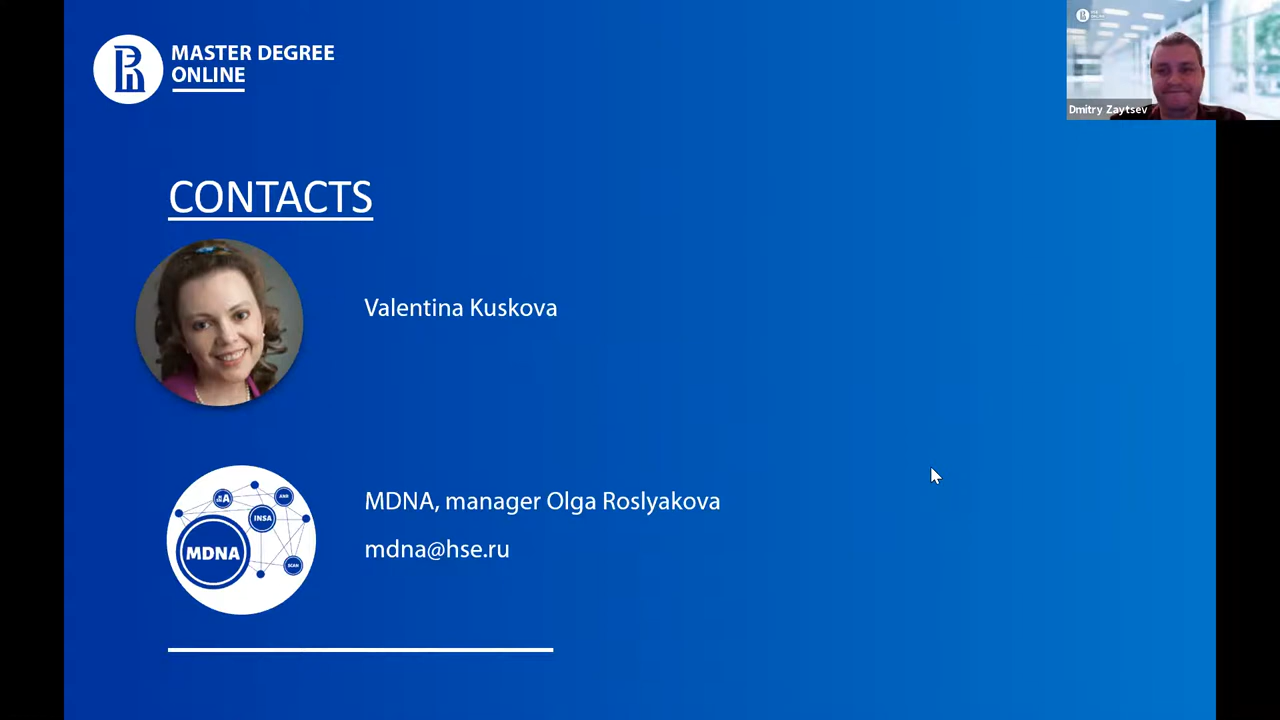 MASTER DEGREE
ONLINE
Dmitry Zaytsev
CONTACTS
Valentina Kuskova
MDNA, manager Olga Roslyakova
mdna@hse.ru
INSA
MDNA